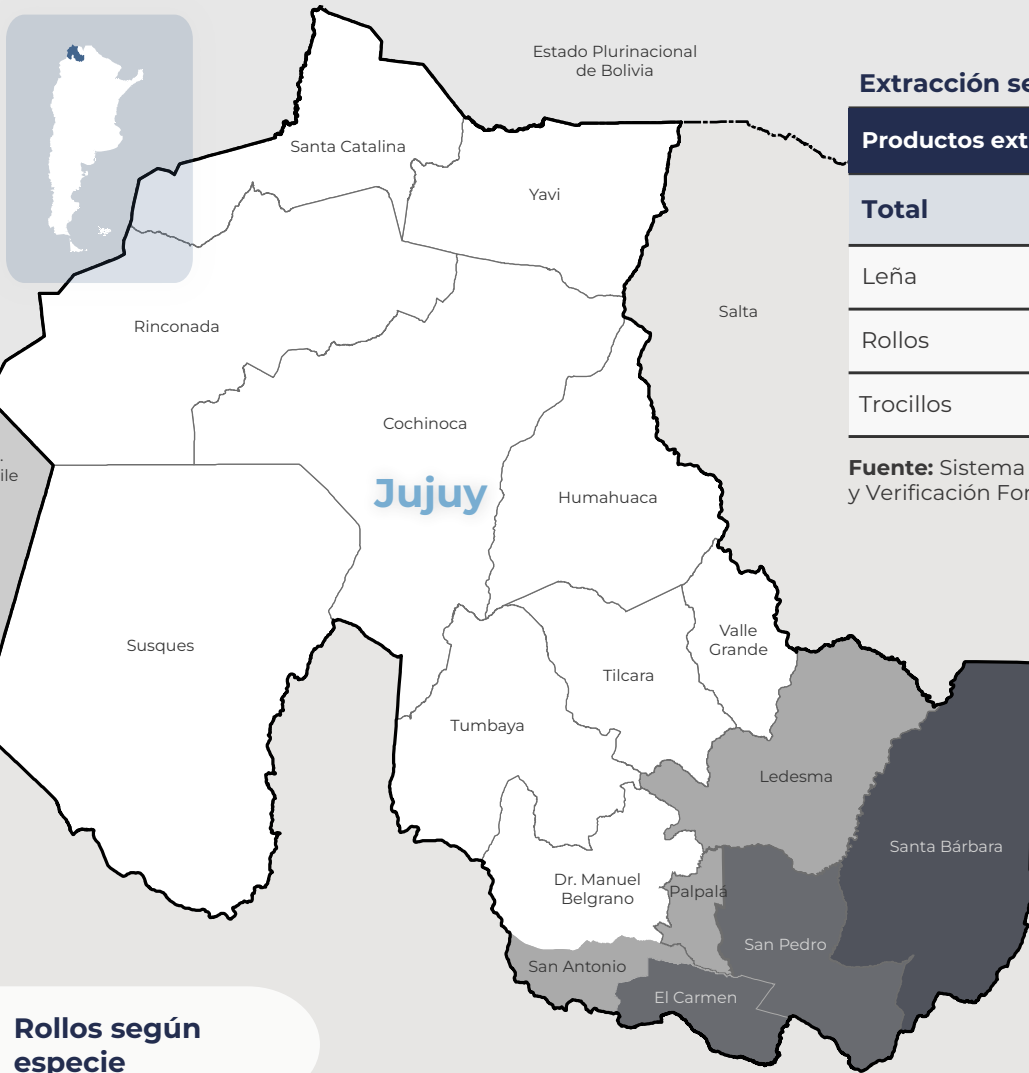 Estado Plurinacional
de Bolivia
Extracción se
Productos ext
Total
Leña
Rollos
Trocillos
Fuente: Sistema
y Verificación For
Santa Catalina
Yavi
Rinconada
Salta
Cochinoca
ile
Jujuy
Humahuaca
Susques
Valle
Grande
Tilcara
Tumbaya
Ledesma
Santa Bárbara
Dr. Manuel
Belgrano
Palpalá
San Pedro
San Antonio
El Carmen
Rollos según
especie